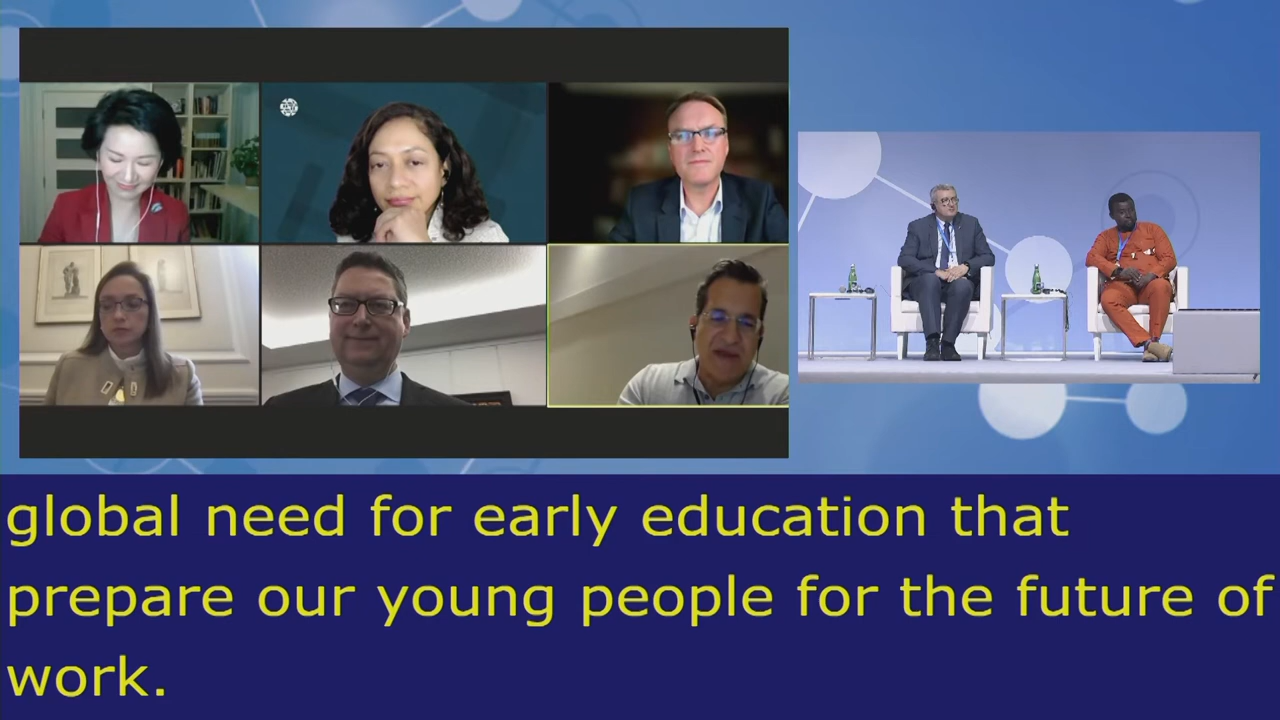 global need for early education that
prepare our young people for the future of
work.